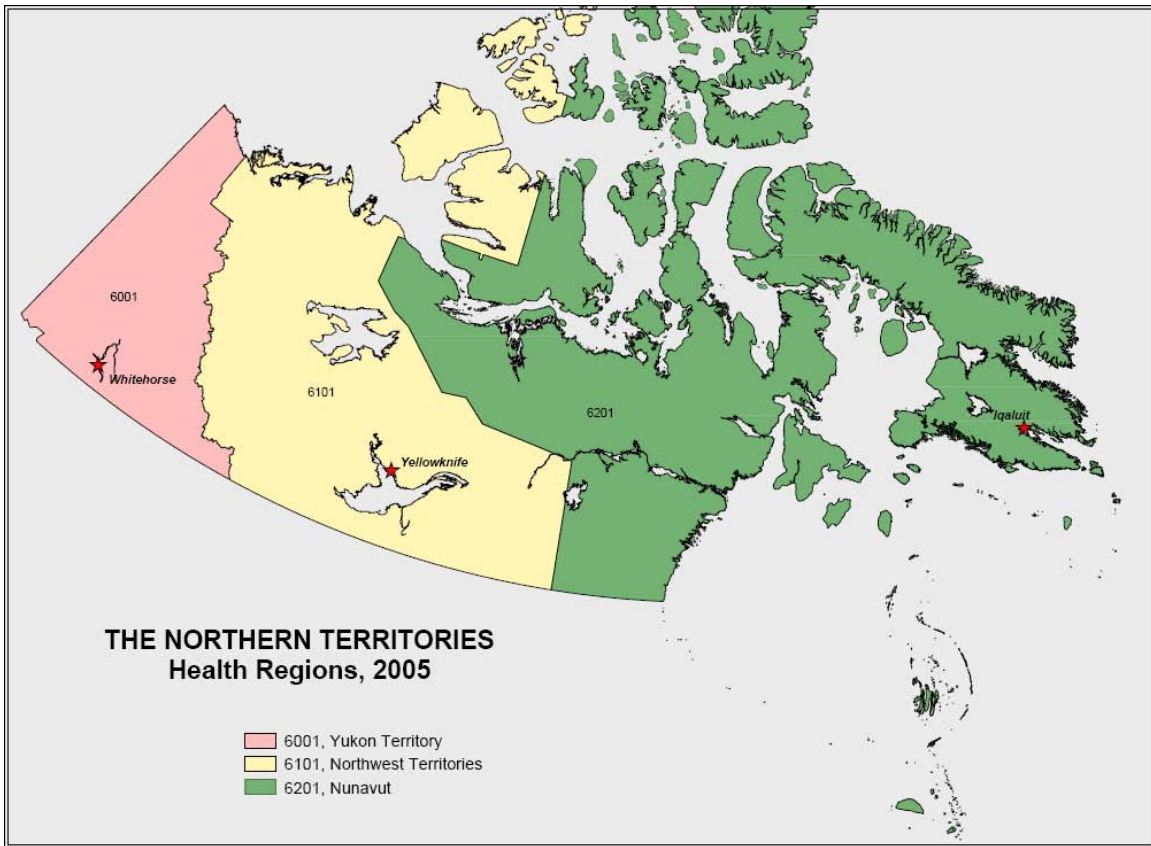 6001
Whitehorse
6101
6201
Iqaluit
Yellowknife
THE NORTHERN TERRITORIES
Health Regions, 2005
6001, Yukon Territory
6101, Northwest Territories
6201, Nunavut